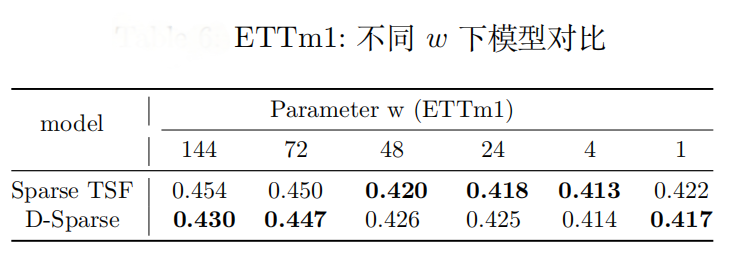 ETTm1: 不同 w 下模型对比
model
Parameter w (ETTm1)
144 72 48 24 4 1
Sparse TSF 0.454 0.450 0.420 0.418 0.413 0.422
D-Sparse 0.430 0.447 0.426 0.425 0.414 0.417